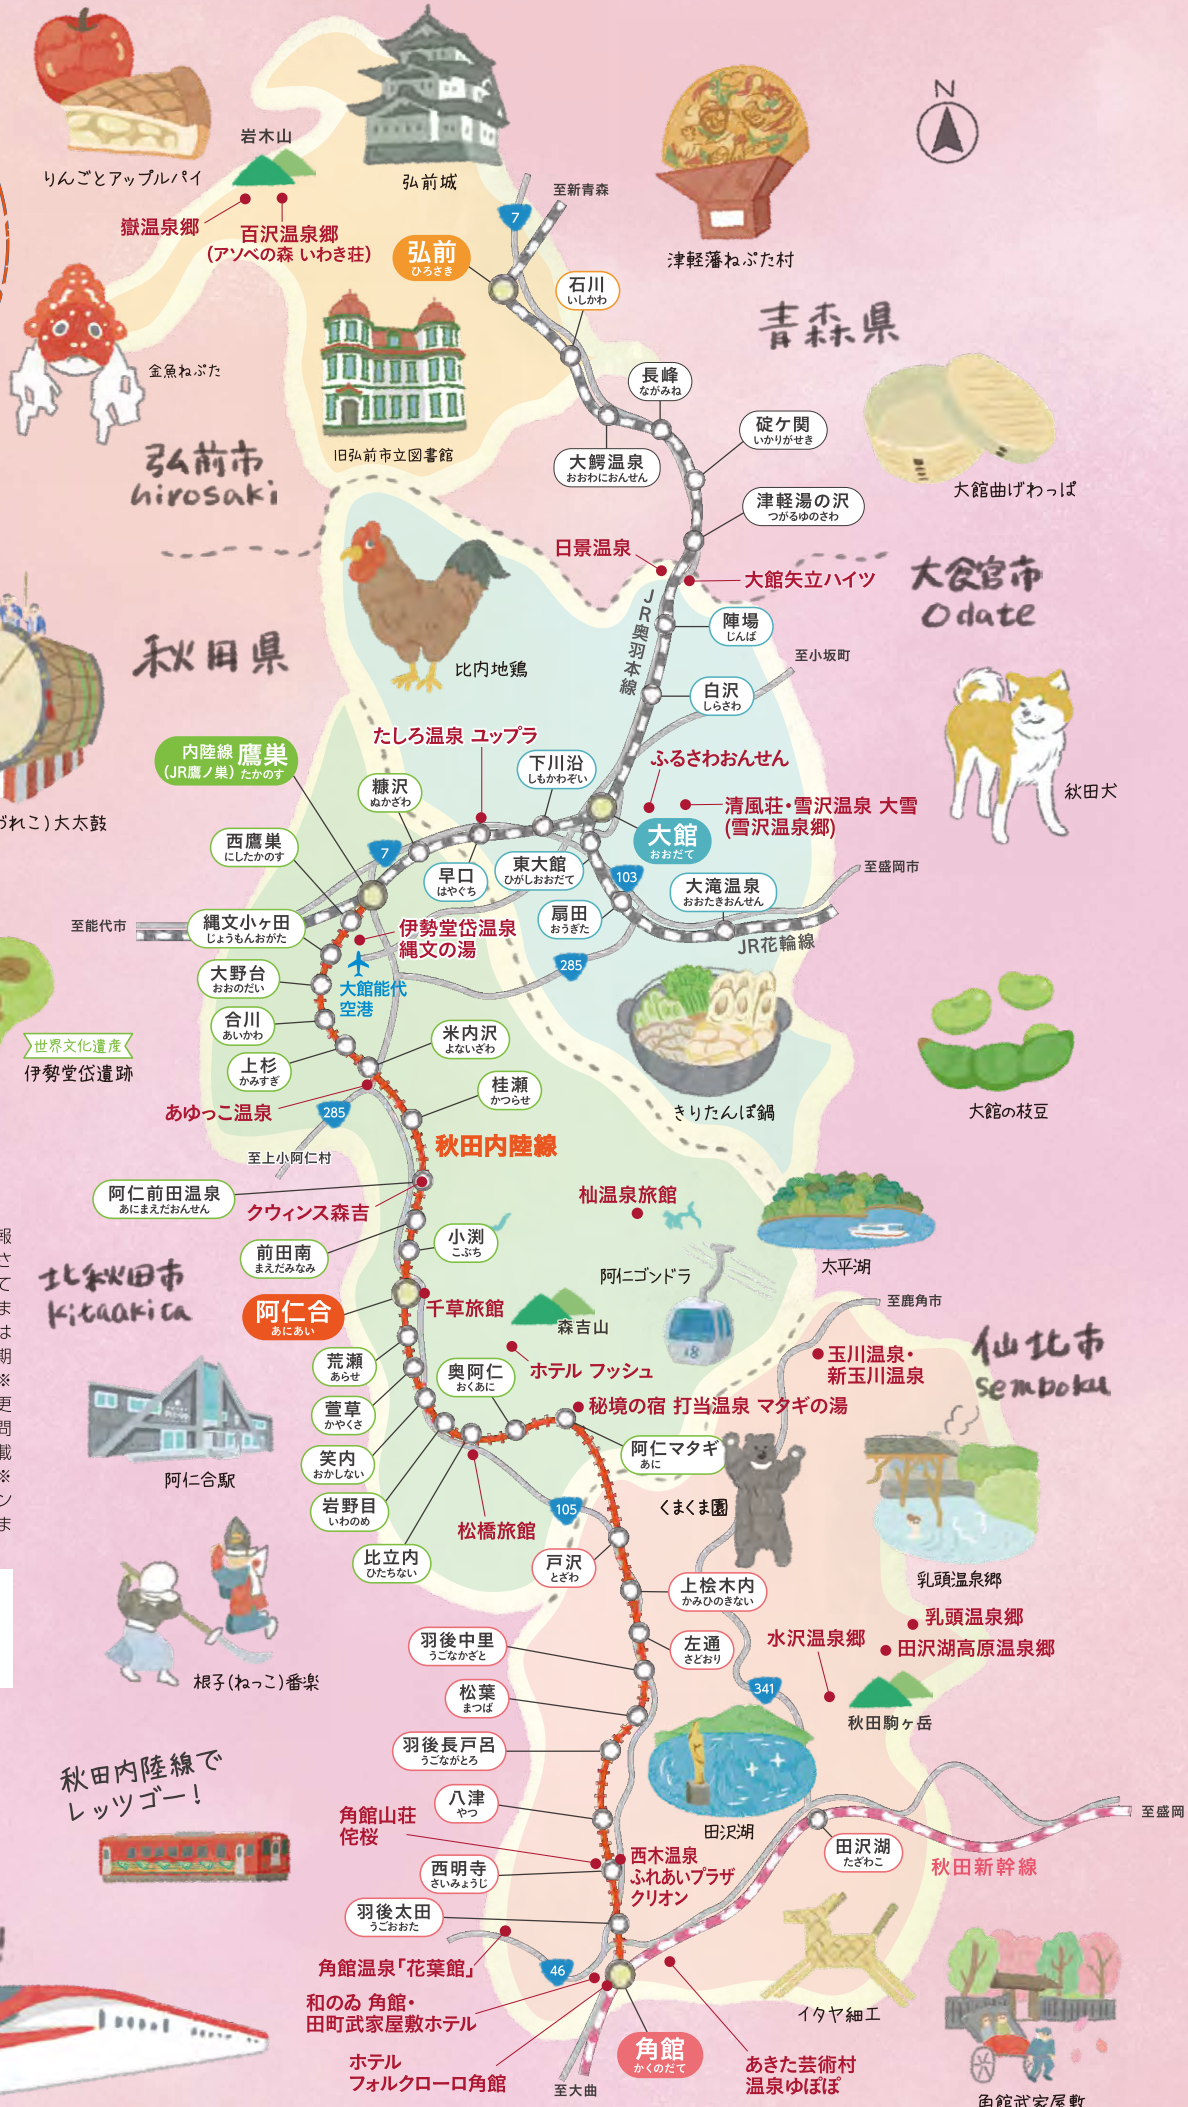 りんごとアップルパイ
岩木山
嶽温泉郷
百沢温泉郷
(アソベの森 いわき荘)
弘前城
至新青森
7
弘前
ひろさき
石川
いしかわ
津軽藩ねぷた村
N
青森県
金魚ねぷた
旧弘前市立図書館
長峰
ながみね
碇ケ関
いかりがせき
大鰐温泉
おおわにおんせん
津軽湯の沢
つがるゆのさわ
大館曲げわっぱ
弘前市
hirosaki
日景温泉
大館矢立ハイツ
大館市
Odate
秋田県
比内地鶏
JR奥羽本線
陣場
じんば
至小坂町
白沢
しらさわ
秋田犬
たしろ温泉 ユップラ
下川沿
しもかわぞい
ふるさわおんせん
清風荘・雪沢温泉 大雪
(雪沢温泉郷)
内陸線 鷹巣
(JR鷹ノ巣) たかのす
糠沢
ぬかざわ
大館
おおだて
れこ)大太鼓
西鷹巣
にしたかのす
7
早口
はやぐち
東大館
ひがしおおだて
103
至盛岡市
大滝温泉
おおたきおんせん
扇田
おうぎた
JR花輪線
至能代市
縄文小ヶ田
じょうもんおがた
伊勢堂岱温泉
縄文の湯
285
大野台
おおのだい
大館能代
空港
合川
あいかわ
米内沢
よないざわ
世界文化遺産
伊勢堂岱遺跡
上杉
かみすぎ
桂瀬
かつらせ
あゆっこ温泉
285
きりたんぽ鍋
大館の枝豆
至上小阿仁村
秋田内陸線
阿仁前田温泉
あにまえだおんせん
クウィンス森吉
杣温泉旅館
太平湖
前田南
まえだみなみ
小渕
こぶち
阿仁ゴンドラ
18
北秋田市
kitaakita
報
さ
て
ま
は
期
※
更
問
載
※
ン
ま
阿仁合
あにあい
千草旅館
森吉山
至鹿角市
仙北市
semboku
玉川温泉・
新玉川温泉
荒瀬
あらせ
奥阿仁
おくあに
ホテル フッシュ
萱草
かやくさ
秘境の宿 打当温泉 マタギの湯
阿仁マタギ
あに
笑内
おかしない
阿仁合駅
岩野目
いわのめ
松橋旅館
105
くまくま園
比立内
ひたちない
戸沢
とざわ
上桧木内
かみひのきない
乳頭温泉郷
乳頭温泉郷
田沢湖高原温泉郷
水沢温泉郷
羽後中里
うごなかざと
左通
さどおり
根子(ねっこ)番楽
松葉
まつば
341
秋田駒ヶ岳
羽後長戸呂
うごながとろ
秋田内陸線で
レッツゴー!
八津
やつ
田沢湖
至盛岡
田沢湖
たざわこ
秋田新幹線
角館山荘
侘桜
西明寺
さいみょうじ
西木温泉
ふれあいプラザ
クリオン
羽後太田
うごおおた
角館温泉「花葉館」
46
和のゐ 角館・
田町武家屋敷ホテル
イタヤ細工
角館
かくのだて
ホテル
フォルクローロ角館
至大曲
あきた芸術村
温泉ゆぽぽ
角館武家屋敷